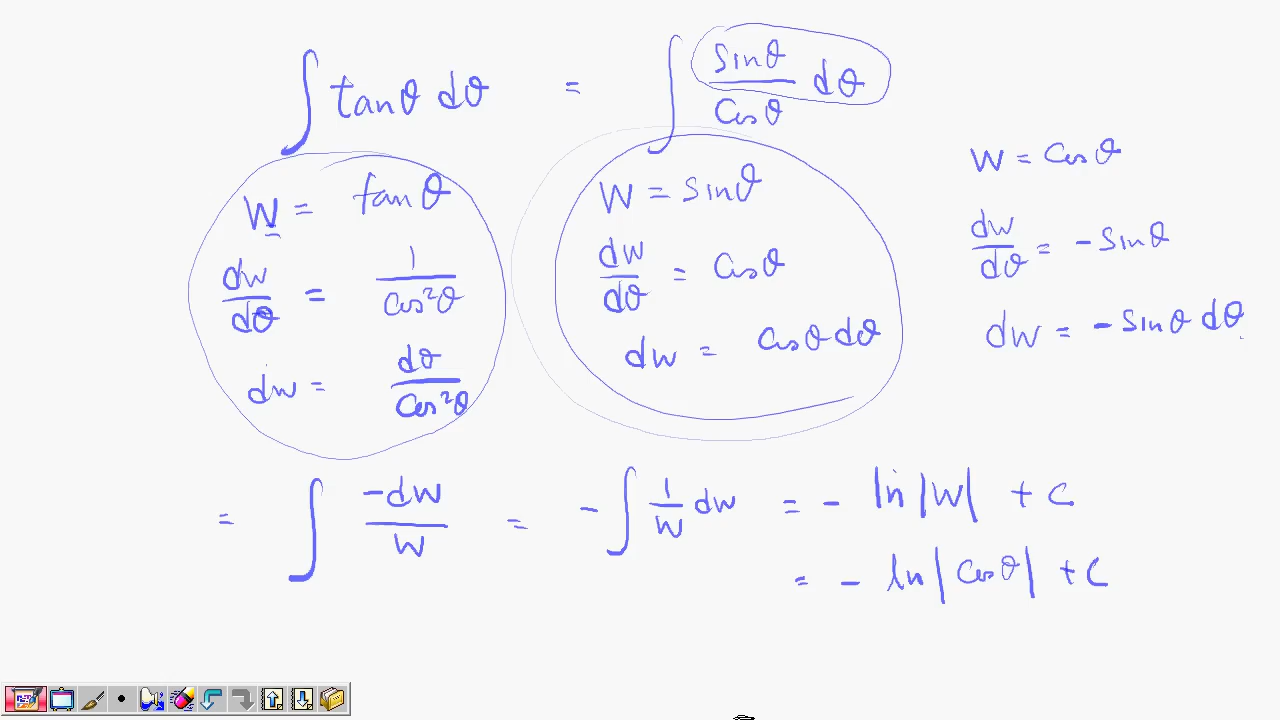 ∫ tanθ dθ = ∫ sinθ/cosθ dθ
w = tanθ
dw/dθ = 1/cos²θ
dw = dθ/cos²θ
w = sinθ
dw/dθ = cosθ
dw = cosθ dθ
w = cosθ
dw/dθ = -sinθ
dw = -sinθ dθ
= ∫ -dw/w = -∫ 1/w dw = - ln|w| + c
= - ln|cosθ| + c